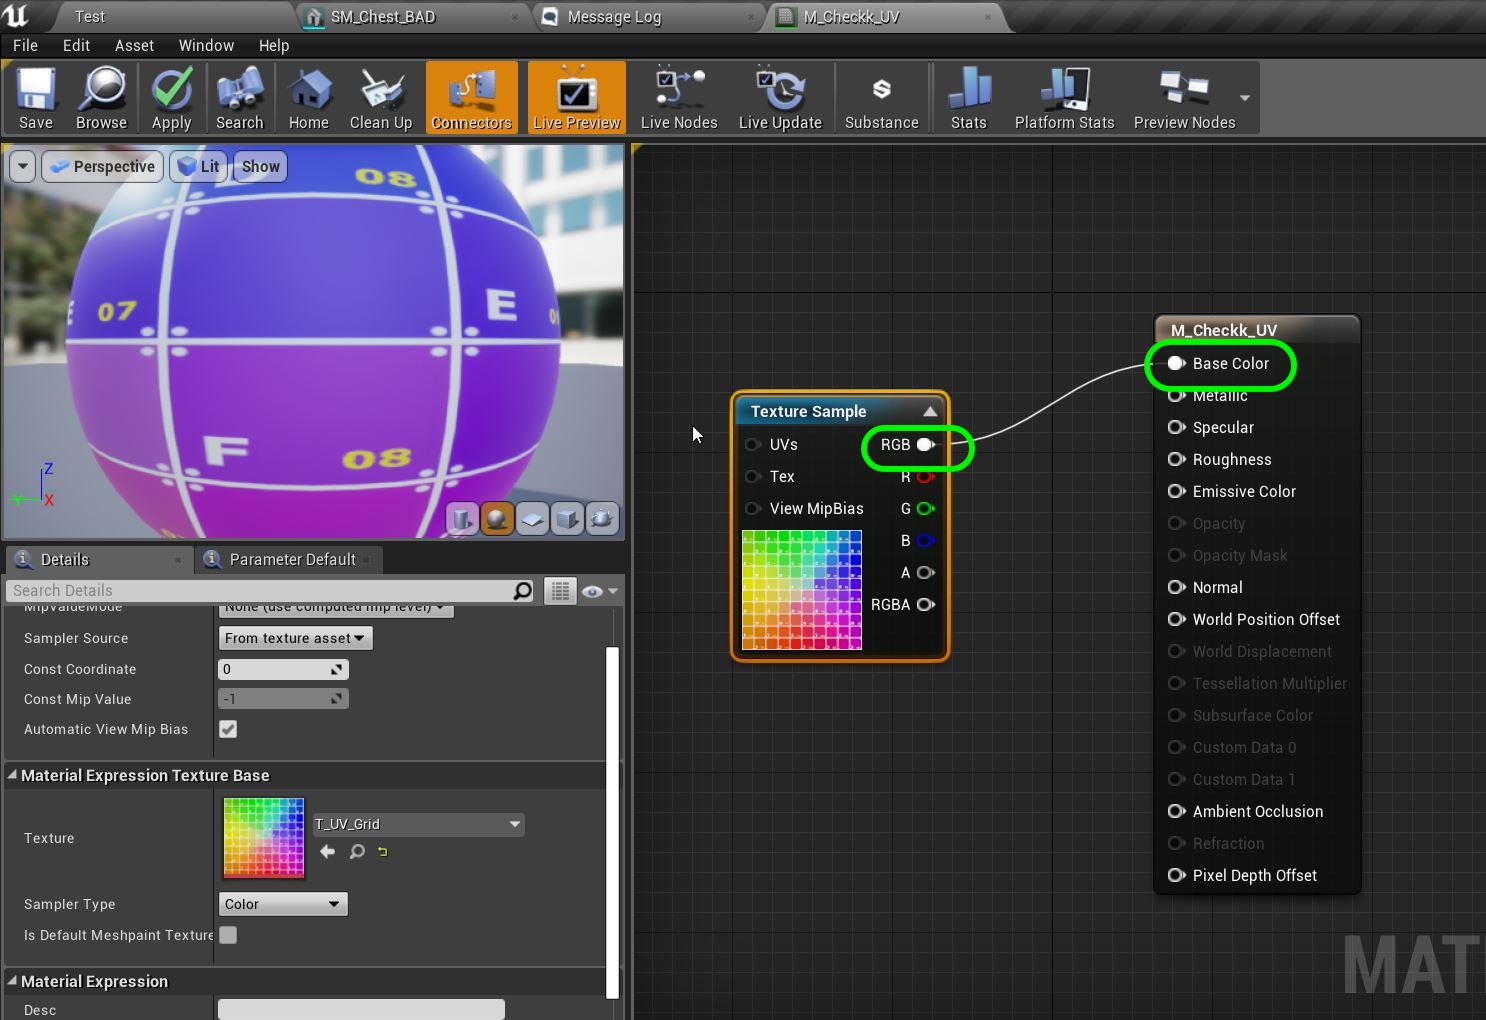 Test
SM_Chest_BAD
Message Log
M_Checkk_UV
File Edit Asset Window Help
Save Browse Apply Search Home Clean Up Connectors Live Preview Live Nodes Live Update Substance Stats Platform Stats Preview Nodes
Perspective Lit Show
08
07
E
E
F
08
Z
Y
X
Details
Parameter Default
Search Details
MipValueMode None (use computed mip level)
Sampler Source From texture asset
Const Coordinate 0
Const Mip Value -1
Automatic View Mip Bias
Material Expression Texture Base
Texture T_UV_Grid
Sampler Type Color
Is Default Meshpaint Texture
Material Expression
Desc
Texture Sample
UVs RGB
Tex R
View MipBias G
B
A
RGBA
M_Checkk_UV
Base Color
Metallic
Specular
Roughness
Emissive Color
Opacity
Opacity Mask
Normal
World Position Offset
World Displacement
Tessellation Multiplier
Subsurface Color
Custom Data 0
Custom Data 1
Ambient Occlusion
Refraction
Pixel Depth Offset
MAT